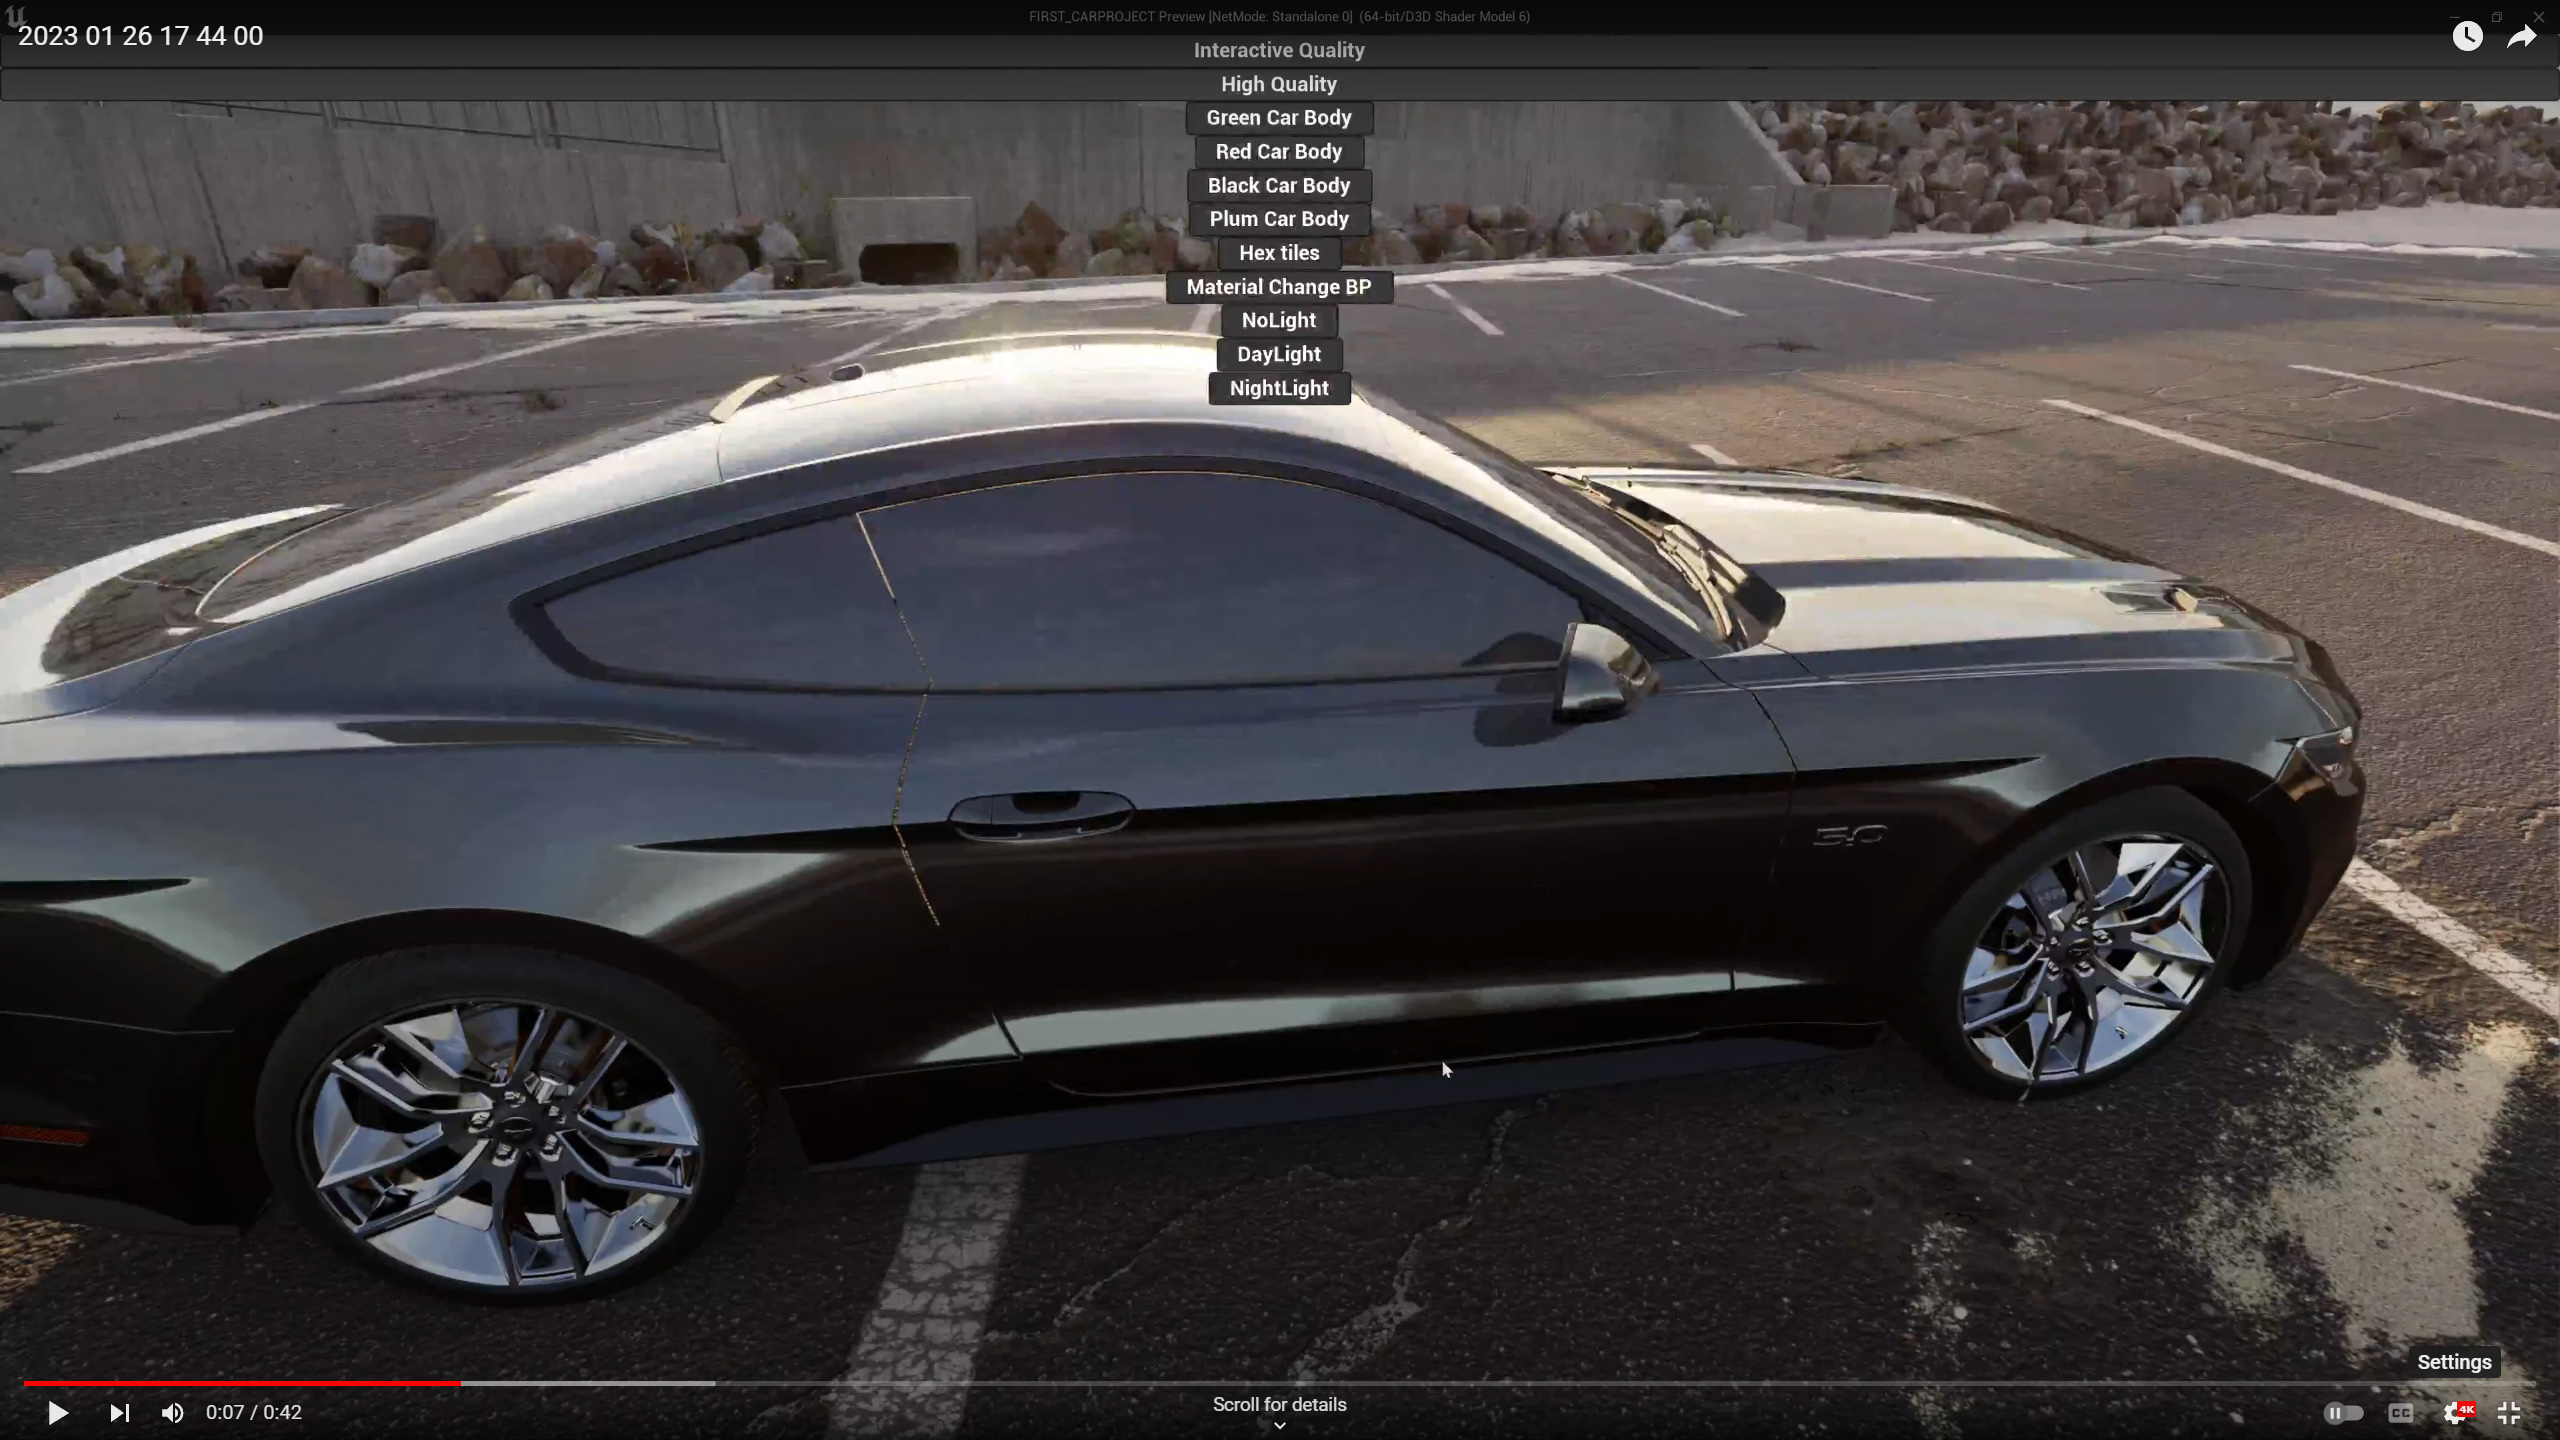 FIRST_CARPROJECT Preview [NetMode: Standalone 0] (64-bit/D3D Shader Model 6)
2023 01 26 17 44 00
Interactive Quality
High Quality
Green Car Body
Red Car Body
Black Car Body
Plum Car Body
Hex tiles
Material Change BP
NoLight
DayLight
NightLight
5.0
Settings
0:07 / 0:42
Scroll for details
CC
4K